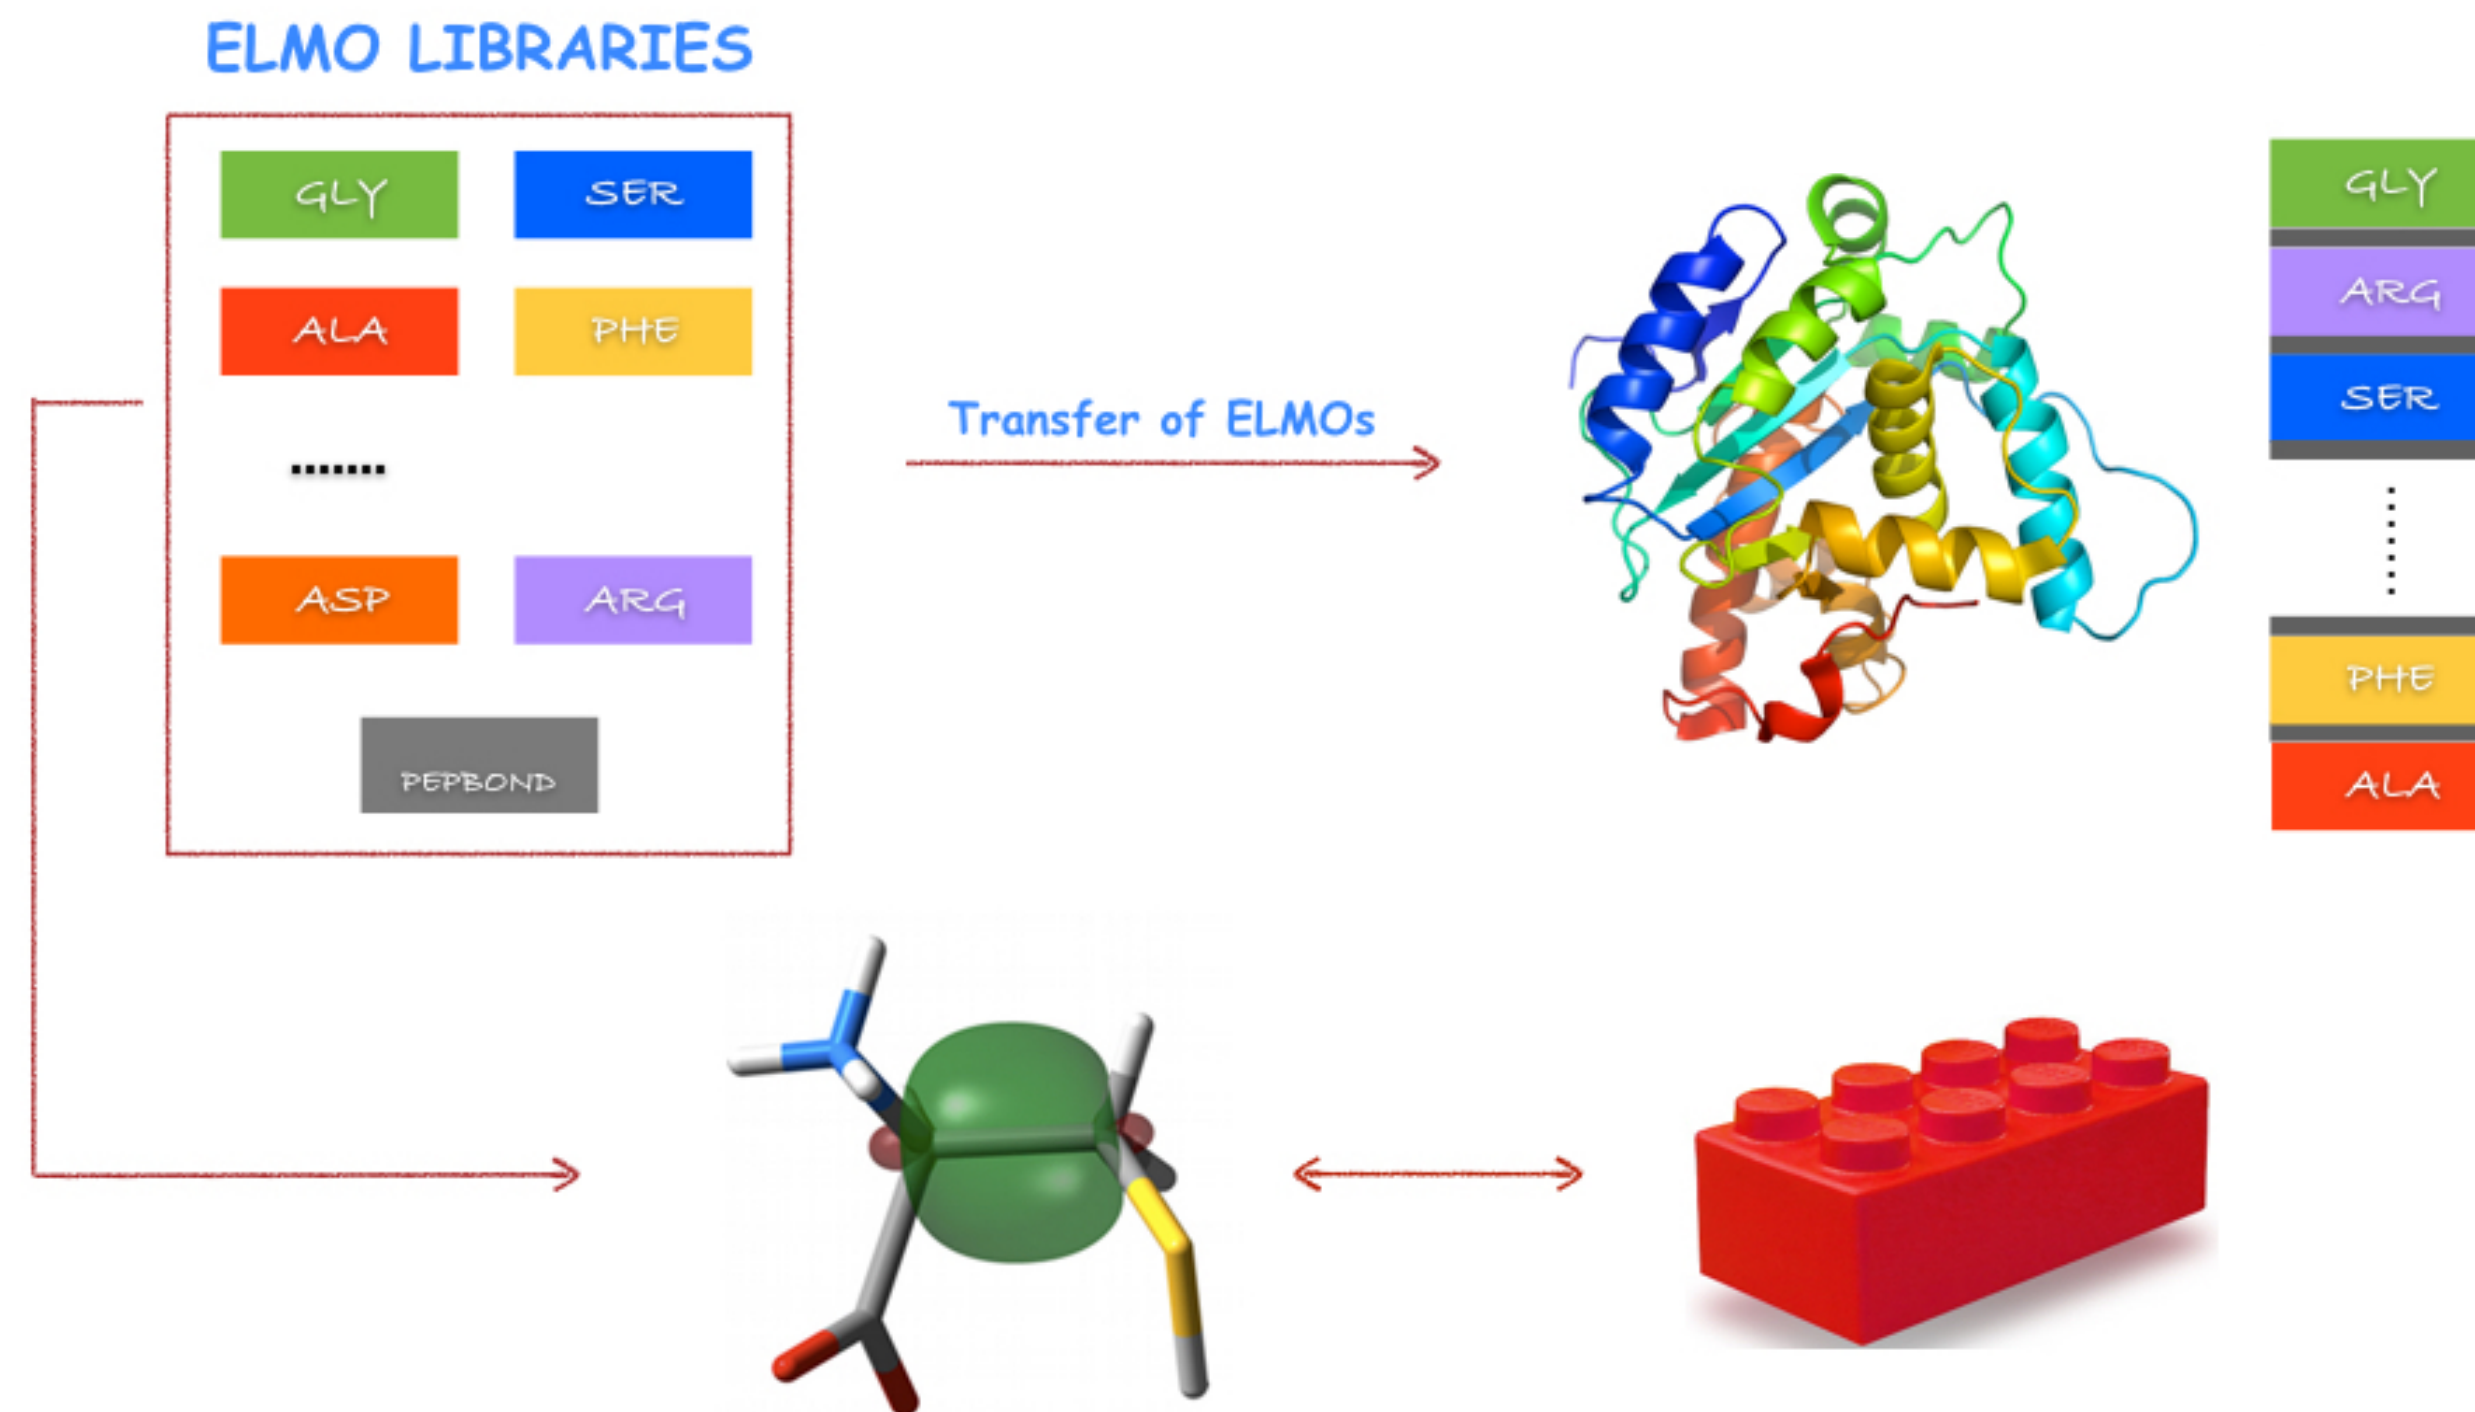 ELMO LIBRARIES
GLY SER
ALA PHE
.......
ASP ARG
PEPBOND
Transfer of ELMOs
GLY
ARG
SER
PHE
ALA